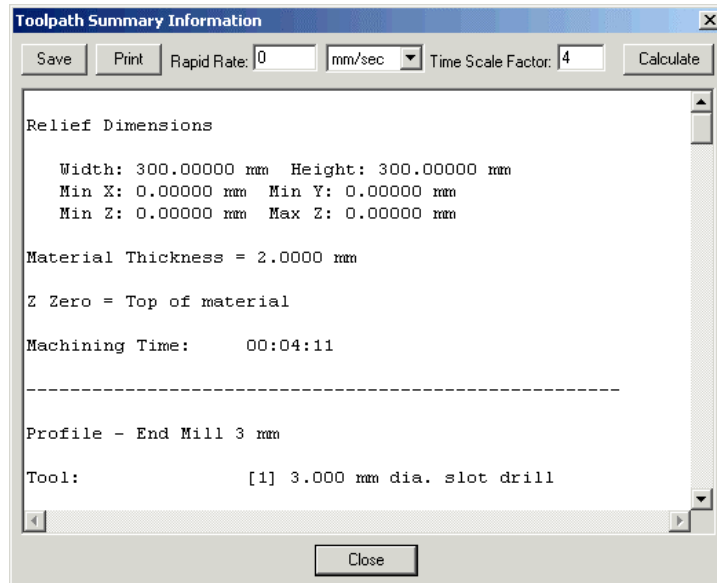 Toolpath Summary Information
Save Print Rapid Rate: 0 mm/sec Time Scale Factor: 4 Calculate
Relief Dimensions
Width: 300.00000 mm Height: 300.00000 mm
Min X: 0.00000 mm Min Y: 0.00000 mm
Min Z: 0.00000 mm Max Z: 0.00000 mm
Material Thickness = 2.0000 mm
Z Zero = Top of material
Machining Time: 00:04:11
------------------------------------------------------
Profile - End Mill 3 mm
Tool: [1] 3.000 mm dia. slot drill
Close